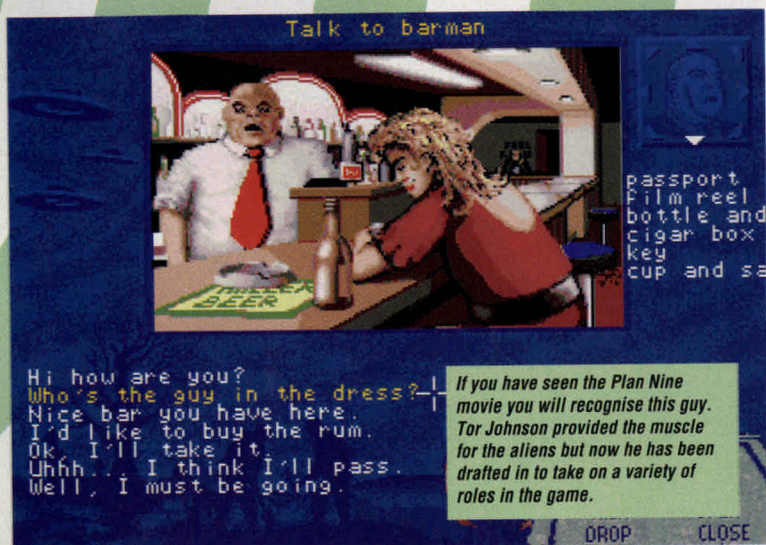 Talk to barman
passport
film reel
bottle and
cigar box
key
cup and sa
BEER
Hi how are you?
Who's the guy in the dress?
Nice bar you have here.
I'd like to buy the rum.
Ok, I'll take it.
Uhhh... I think I'll pass.
Well, I must be going.
If you have seen the Plan Nine
movie you will recognise this guy.
Tor Johnson provided the muscle
for the aliens but now he has been
drafted in to take on a variety of
roles in the game.
DROP CLOSE